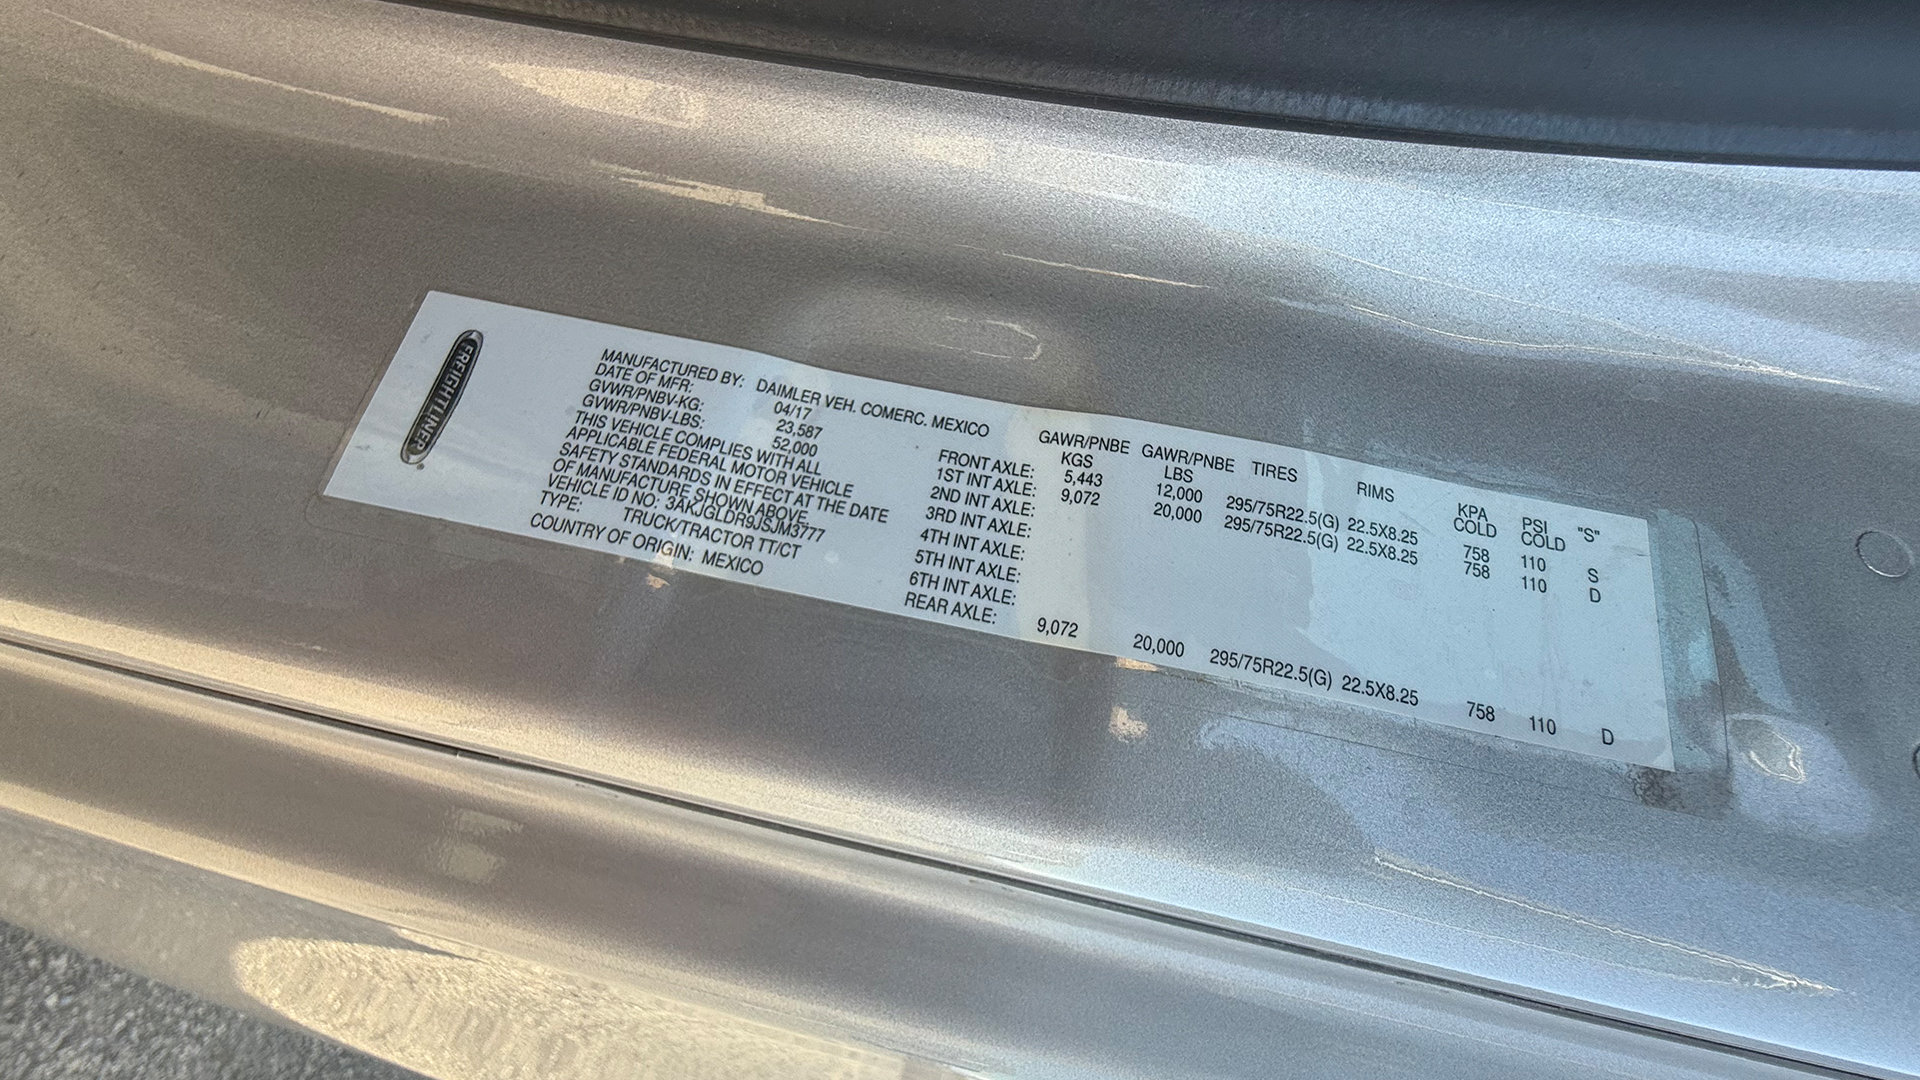 FREIGHTLINER
MANUFACTURED BY: DAIMLER VEH. COMERC. MEXICO
DATE OF MFR: 04/17
GVWR/PNBV-KG: 23,587
GVWR/PNBV-LBS: 52,000
THIS VEHICLE COMPLIES WITH ALL
APPLICABLE FEDERAL MOTOR VEHICLE
SAFETY STANDARDS IN EFFECT AT THE DATE
OF MANUFACTURE SHOWN ABOVE
VEHICLE ID NO: 3AKJGLDR9JSJM3777
TYPE: TRUCK/TRACTOR TT/CT
COUNTRY OF ORIGIN: MEXICO
GAWR/PNBE GAWR/PNBE TIRES RIMS KPA PSI "S"
KGS LBS COLD COLD
FRONT AXLE: 5,443 12,000 295/75R22.5(G) 22.5X8.25 758 110 S
1ST INT AXLE: 9,072 20,000 295/75R22.5(G) 22.5X8.25 758 110 D
2ND INT AXLE:
3RD INT AXLE:
4TH INT AXLE:
5TH INT AXLE:
6TH INT AXLE:
REAR AXLE: 9,072 20,000 295/75R22.5(G) 22.5X8.25 758 110 D